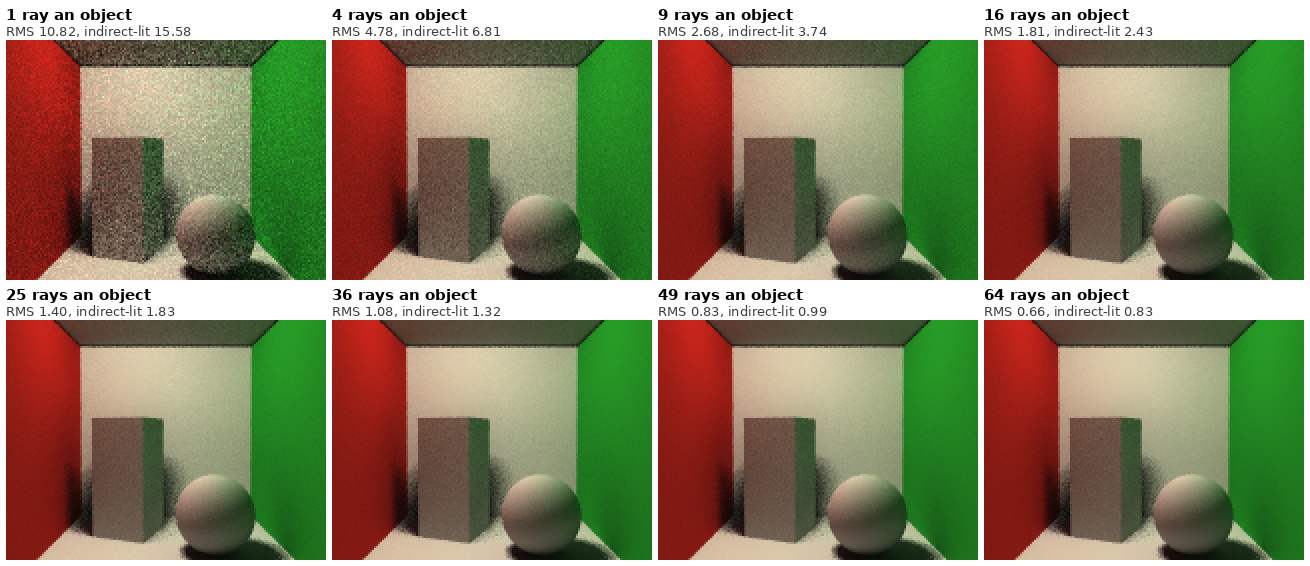 1 ray an object
RMS 10.82, indirect-lit 15.58
4 rays an object
RMS 4.78, indirect-lit 6.81
9 rays an object
RMS 2.68, indirect-lit 3.74
16 rays an object
RMS 1.81, indirect-lit 2.43
25 rays an object
RMS 1.40, indirect-lit 1.83
36 rays an object
RMS 1.08, indirect-lit 1.32
49 rays an object
RMS 0.83, indirect-lit 0.99
64 rays an object
RMS 0.66, indirect-lit 0.83